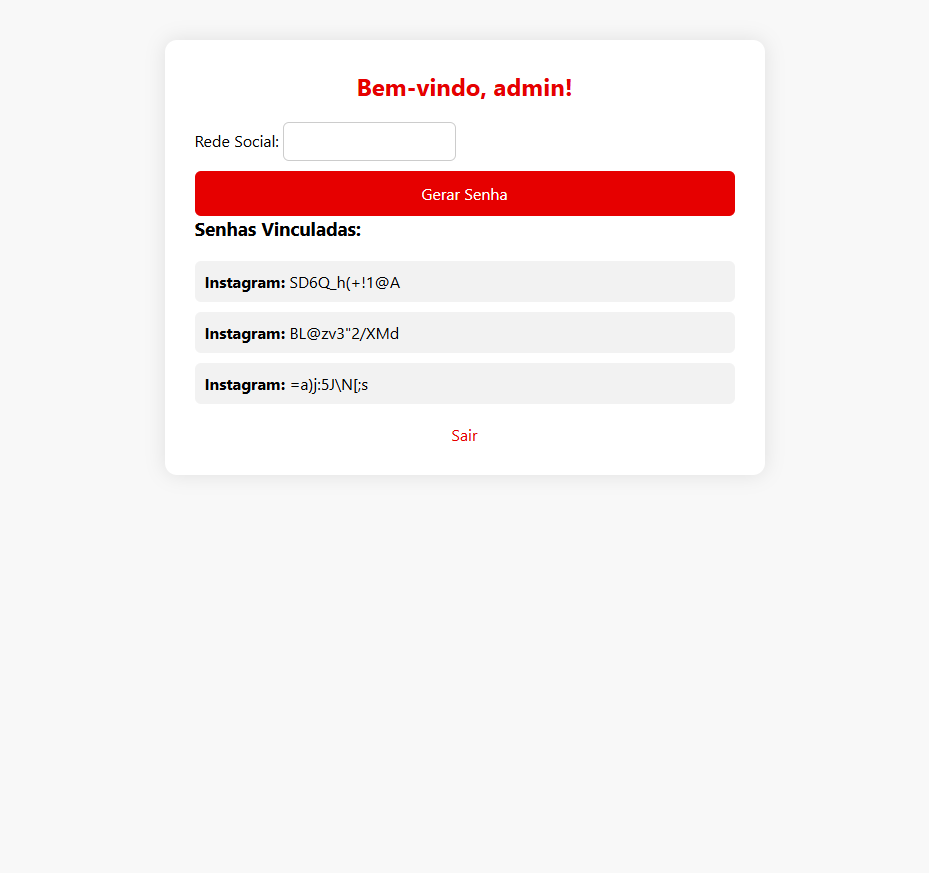 Bem-vindo, admin!
Rede Social:
Gerar Senha
Senhas Vinculadas:
Instagram: SD6Q_h(+!1@A
Instagram: BL@zv3"2/XMd
Instagram: =a)j:5J\N[;s
Sair